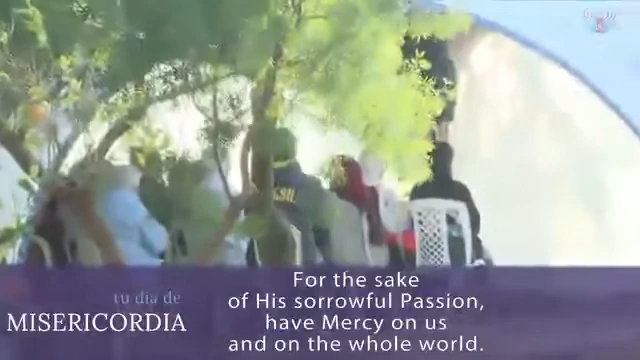 tu día de
MISERICORDIA
For the sake
of His sorrowful Passion,
have Mercy on us
and on the whole world.